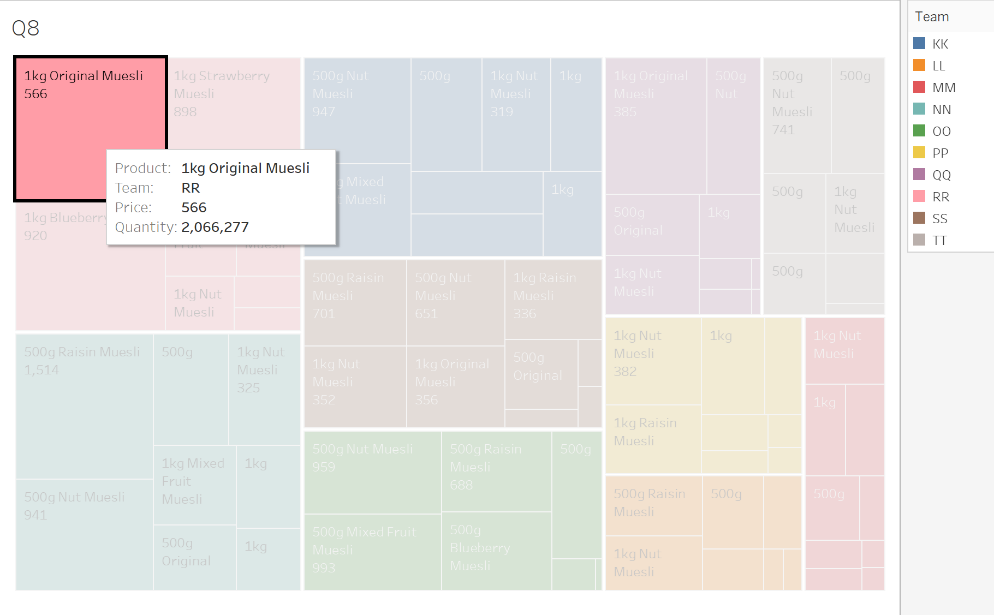 Q8
1kg Original Muesli
566
1kg Strawberry
Muesli
898
Product: 1kg Original Muesli
Team: RR
Price: 566
Quantity: 2,066,277
1kg Blueberry
920
1kg Nut
Muesli
500g Nut
Muesli
947
500g
1kg Nut
Muesli
319
1kg
Mixed
Muesli
1kg
1kg Original
Muesli
385
500g
Nut
500g
Original
1kg
1kg Nut
Muesli
500g
Nut
Muesli
741
500g
500g
1kg
Nut
Muesli
500g
500g Raisin Muesli
1,514
500g
1kg Nut
Muesli
325
500g Nut Muesli
941
1kg Mixed
Fruit
Muesli
1kg
500g
Original
1kg
500g Raisin
Muesli
701
500g Nut
Muesli
651
1kg Raisin
Muesli
336
1kg Nut
Muesli
352
1kg Original
Muesli
356
500g
Original
500g Nut Muesli
959
500g Raisin
Muesli
688
500g
500g Mixed Fruit
Muesli
993
500g
Blueberry
Muesli
1kg Nut
Muesli
382
1kg
1kg Raisin
Muesli
500g Raisin
Muesli
500g
1kg Nut
Muesli
1kg Nut
Muesli
1kg
500g
Team
KK
LL
MM
NN
OO
PP
QQ
RR
SS
TT